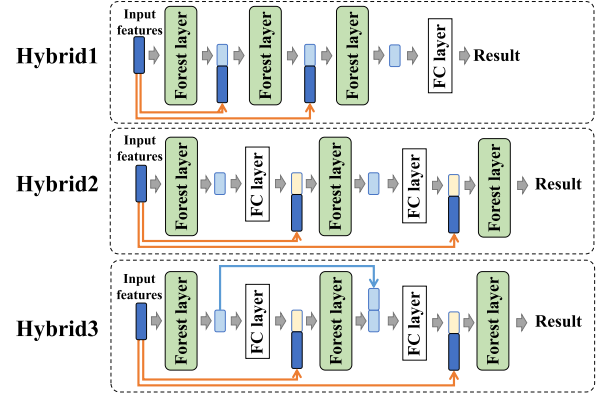 Hybrid1
Input
features
Forest layer
Forest layer
Forest layer
FC layer
Result
Hybrid2
Input
features
Forest layer
FC layer
Forest layer
FC layer
Forest layer
Result
Hybrid3
Input
features
Forest layer
FC layer
Forest layer
FC layer
Forest layer
Result